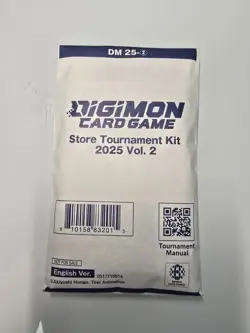 DM 25-②
DIGIMON
CARD GAME
Store Tournament Kit
2025 Vol. 2
Tournament
Manual
NOT FOR SALE
English Ver.